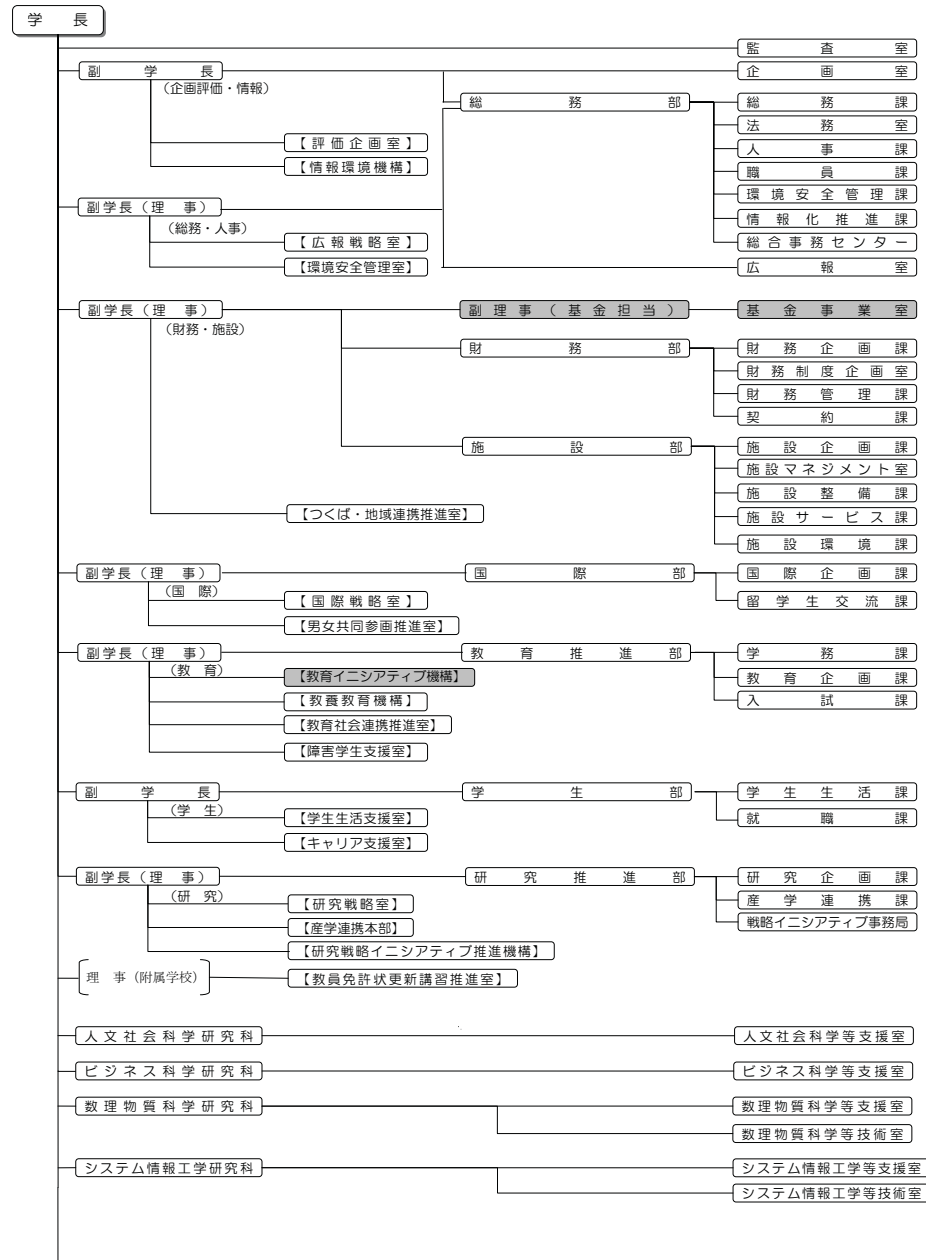 学長
監査室
副学長
企画室
（企画評価・情報）
総務部
総務課
法務室
【評価企画室】
人事課
【情報環境機構】
職員課
環境安全管理課
副学長（理事）
情報化推進課
（総務・人事）
【広報戦略室】
総合事務センター
【環境安全管理室】
広報室
副学長（理事）
副理事（基金担当）
基金事業室
（財務・施設）
財務部
財務企画課
財務制度企画室
財務管理課
契約課
施設部
施設企画課
施設マネジメント室
施設整備課
【つくば・地域連携推進室】
施設サービス課
施設環境課
副学長（理事）
国際部
国際企画課
（国際）
【国際戦略室】
留学生交流課
【男女共同参画推進室】
副学長（理事）
教育推進部
学務課
（教育）
【教育イニシアティブ機構】
教育企画課
【教養教育機構】
入試課
【教育社会連携推進室】
【障害学生支援室】
副学長
学生部
学生生活課
（学生）
【学生生活支援室】
就職課
【キャリア支援室】
副学長（理事）
研究推進部
研究企画課
（研究）
【研究戦略室】
産学連携課
【産学連携本部】
戦略イニシアティブ事務局
【研究戦略イニシアティブ推進機構】
理事（附属学校）
【教員免許状更新講習推進室】
人文社会科学研究科
人文社会科学等支援室
ビジネス科学研究科
ビジネス科学等支援室
数理物質科学研究科
数理物質科学等支援室
数理物質科学等技術室
システム情報工学研究科
システム情報工学等支援室
システム情報工学等技術室